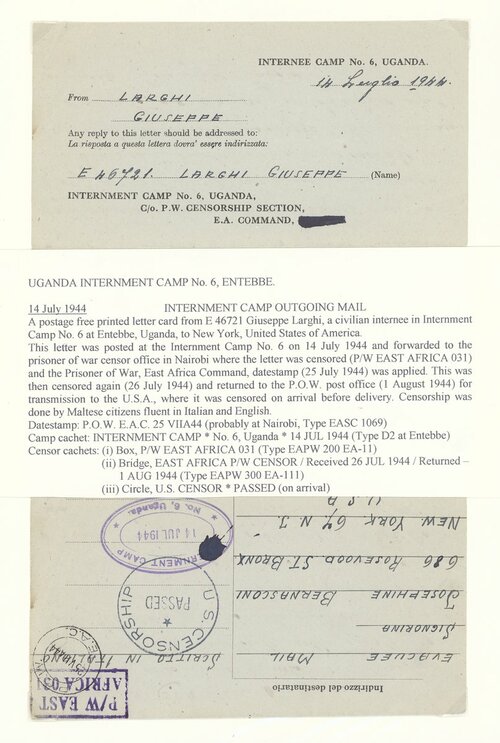 INTERNEE CAMP No. 6, UGANDA.
14 Luglio 1944.
From LARGHI
GIUSEPPE
Any reply to this letter should be addressed to:
La risposta a questa lettera dovra' essere indirizzata:
E 46721. LARGHI GIUSEPPE (Name)
INTERNMENT CAMP No. 6, UGANDA,
C/o. P.W. CENSORSHIP SECTION,
E.A. COMMAND,
UGANDA INTERNMENT CAMP No. 6, ENTEBBE.
14 July 1944 INTERNMENT CAMP OUTGOING MAIL
A postage free printed letter card from E 46721 Giuseppe Larghi, a civilian internee in Internment
Camp No. 6 at Entebbe, Uganda, to New York, United States of America.
This letter was posted at the Internment Camp No. 6 on 14 July 1944 and forwarded to the
prisoner of war censor office in Nairobi where the letter was censored (P/W EAST AFRICA 031)
and the Prisoner of War, East Africa Command, datestamp (25 July 1944) was applied. This was
then censored again (26 July 1944) and returned to the P.O.W. post office (1 August 1944) for
transmission to the U.S.A., where it was censored on arrival before delivery. Censorship was
done by Maltese citizens fluent in Italian and English.
Datestamp: P.O.W. E.A.C. 25 VIIA44 (probably at Nairobi, Type EASC 1069)
Camp cachet: INTERNMENT CAMP * No. 6, Uganda * 14 JUL 1944 (Type D2 at Entebbe)
Censor cachets: (i) Box, P/W EAST AFRICA 031 (Type EAPW 200 EA-11)
(ii) Bridge, EAST AFRICA P/W CENSOR / Received 26 JUL 1944 / Returned –
1 AUG 1944 (Type EAPW 300 EA-111)
(iii) Circle, U.S. CENSOR * PASSED (on arrival)
Indirizzo del destinatario
EVACUEE MAIL
SIGNORINA
JOSEPHINE BERNASCONI
686 ROSEWOOD. ST. BRONX
NEW YORK 67 N.J.
U S A
SCRITTO IN ITALI
P/W EAST
AFRICA 031
E.A.C.
U.S. CENSORSHIP
PASSED
INTERNMENT CAMP
14 JUL 1944
No. 6, Uganda.